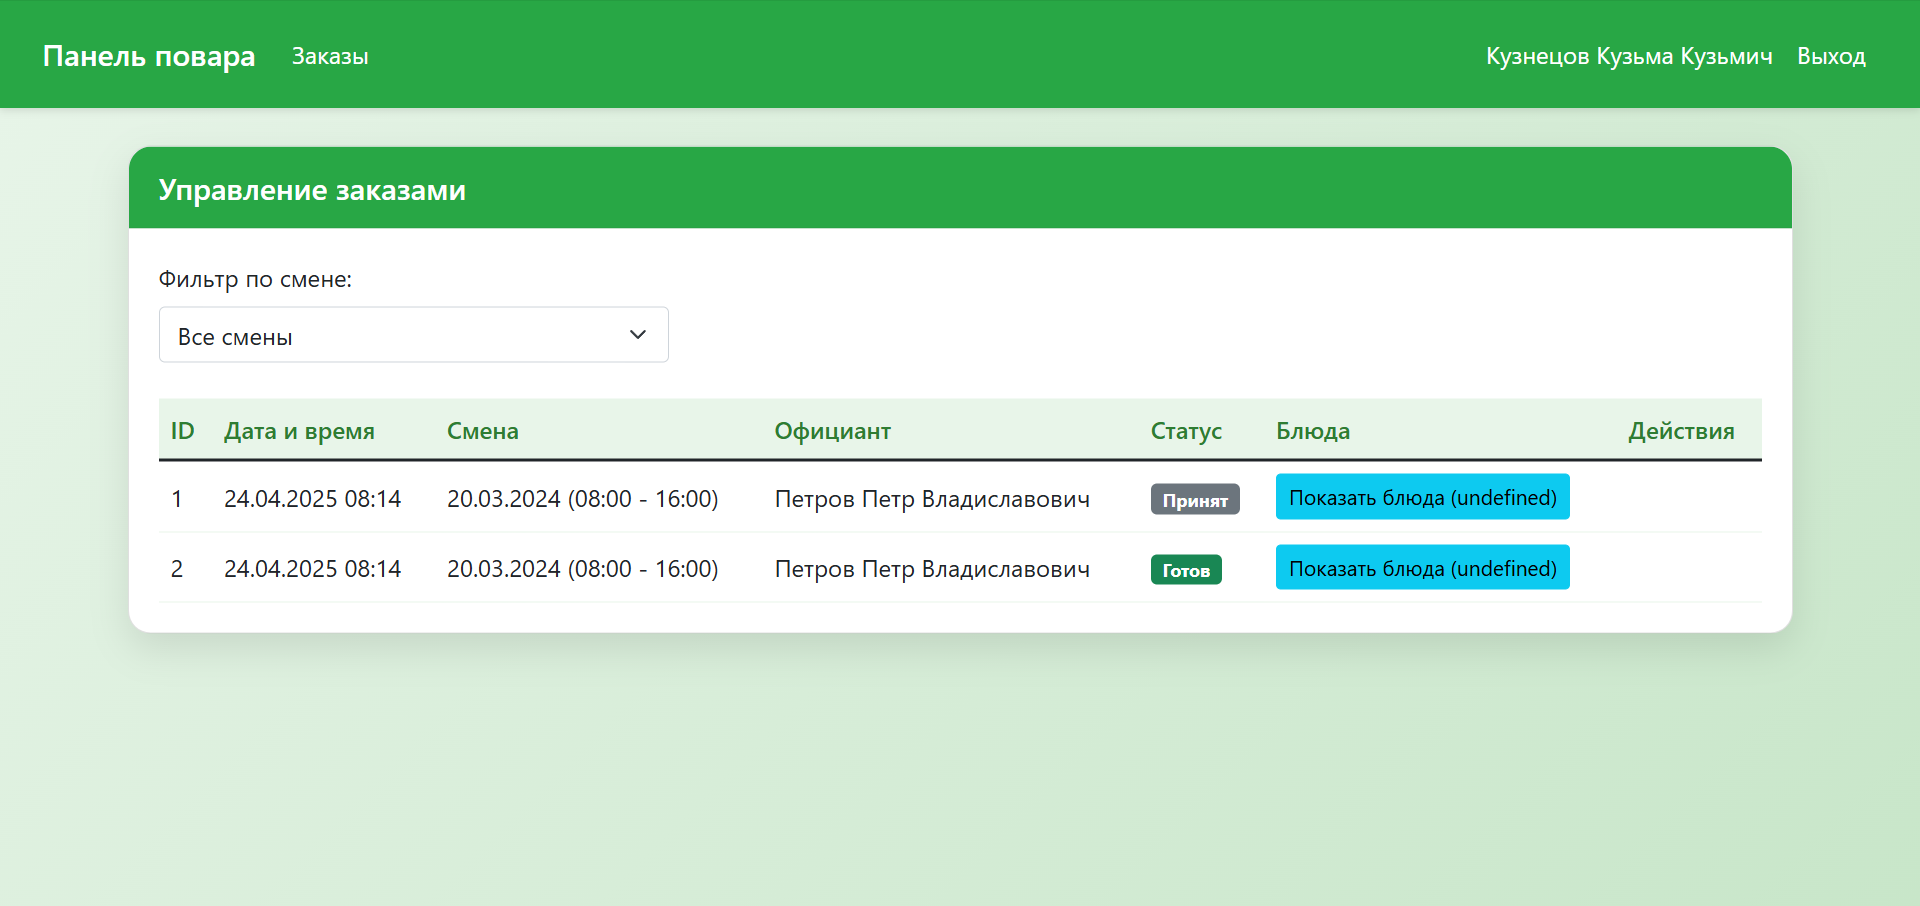 Панель повара Заказы Кузнецов Кузьма Кузьмич Выход
Управление заказами
Фильтр по смене:
Все смены
ID Дата и время Смена Официант Статус Блюда Действия
1 24.04.2025 08:14 20.03.2024 (08:00 - 16:00) Петров Петр Владиславович Принят Показать блюда (undefined)
2 24.04.2025 08:14 20.03.2024 (08:00 - 16:00) Петров Петр Владиславович Готов Показать блюда (undefined)